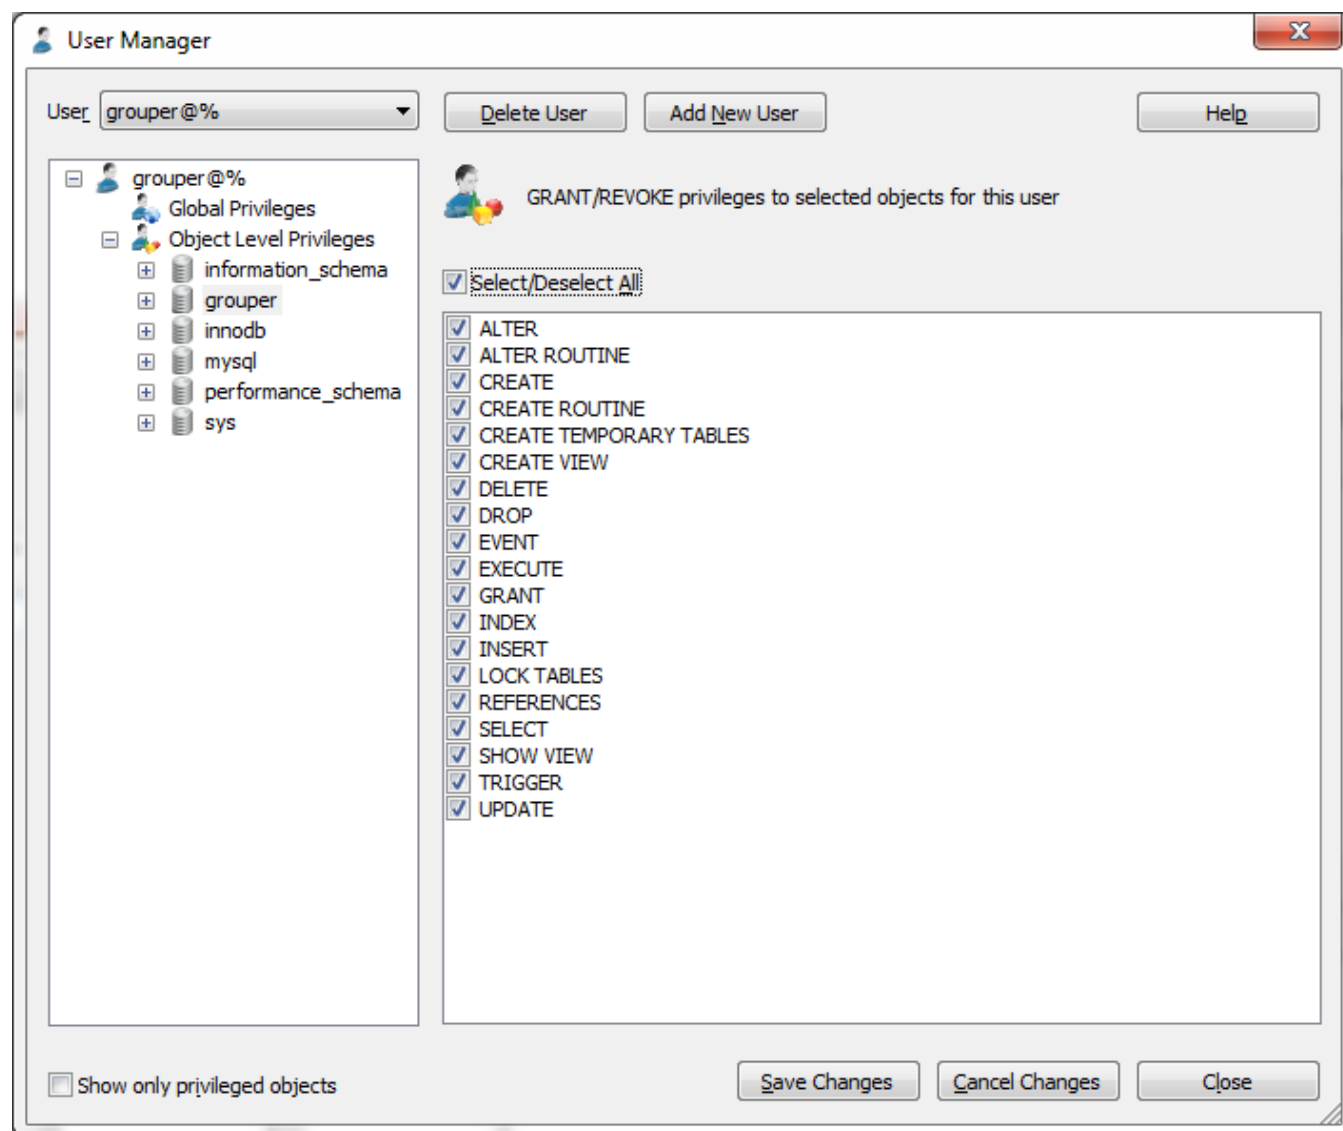 User Manager
User grouper@%
Delete User
Add New User
Help
grouper@%
Global Privileges
Object Level Privileges
information_schema
grouper
innodb
mysql
performance_schema
sys
GRANT/REVOKE privileges to selected objects for this user
Select/Deselect All
ALTER
ALTER ROUTINE
CREATE
CREATE ROUTINE
CREATE TEMPORARY TABLES
CREATE VIEW
DELETE
DROP
EVENT
EXECUTE
GRANT
INDEX
INSERT
LOCK TABLES
REFERENCES
SELECT
SHOW VIEW
TRIGGER
UPDATE
Show only privileged objects
Save Changes
Cancel Changes
Close